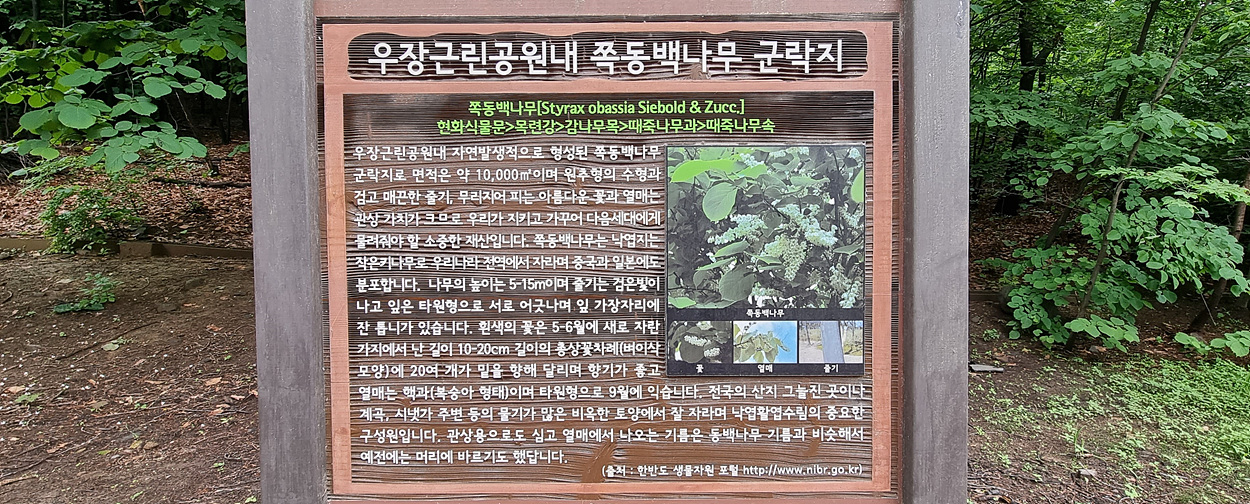 우장근린공원내 쪽동백나무 군락지
쪽동백나무[Styrax obassia Siebold & Zucc.]
현화식물문>목련강>감나무목>때죽나무과>때죽나무속
우장근린공원내 자연발생적으로 형성된 쪽동백나무
군락지로 면적은 약 10,000㎡이며 원추형의 수형과
검고 매끈한 줄기, 무리지어 피는 아름다운 꽃과 열매는
관상 가치가 크므로 우리가 지키고 가꾸어 다음세대에게
물려줘야 할 소중한 재산입니다. 쪽동백나무는 낙엽지는
작은키나무로 우리나라 전역에서 자라며 중국과 일본에도
분포합니다. 나무의 높이는 5-15m이며 줄기는 검은빛이
나고 잎은 타원형으로 서로 어긋나며 잎 가장자리에
잔 톱니가 있습니다. 흰색의 꽃은 5-6월에 새로 자란
가지에서 난 길이 10-20cm 길이의 총상꽃차례(벼이삭
모양)에 20여 개가 밑을 향해 달리며 향기가 좋고
열매는 핵과(복숭아 형태)이며 타원형으로 9월에 익습니다. 전국의 산지 그늘진 곳이나
계곡, 시냇가 주변 등의 물기가 많은 비옥한 토양에서 잘 자라며 낙엽활엽수림의 중요한
구성원입니다. 관상용으로도 심고 열매에서 나오는 기름은 동백나무 기름과 비슷해서
예전에는 머리에 바르기도 했답니다.
쪽동백나무
꽃 열매 줄기
(출처 : 한반도 생물자원 포털 http://www.nibr.go.kr)